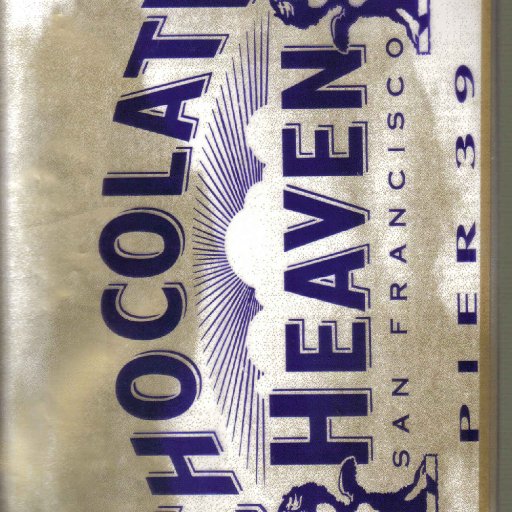 CHOCOLATE
HEAVEN
SAN FRANCISCO
PIER 39